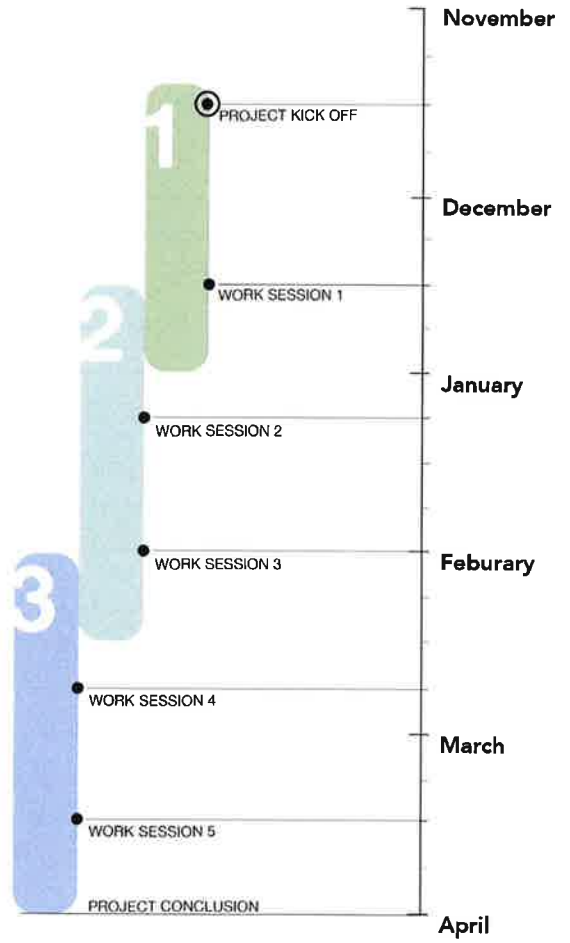 November
1
PROJECT KICK OFF
December
WORK SESSION 1
2
January
WORK SESSION 2
Feburary
WORK SESSION 3
3
WORK SESSION 4
March
WORK SESSION 5
PROJECT CONCLUSION
April